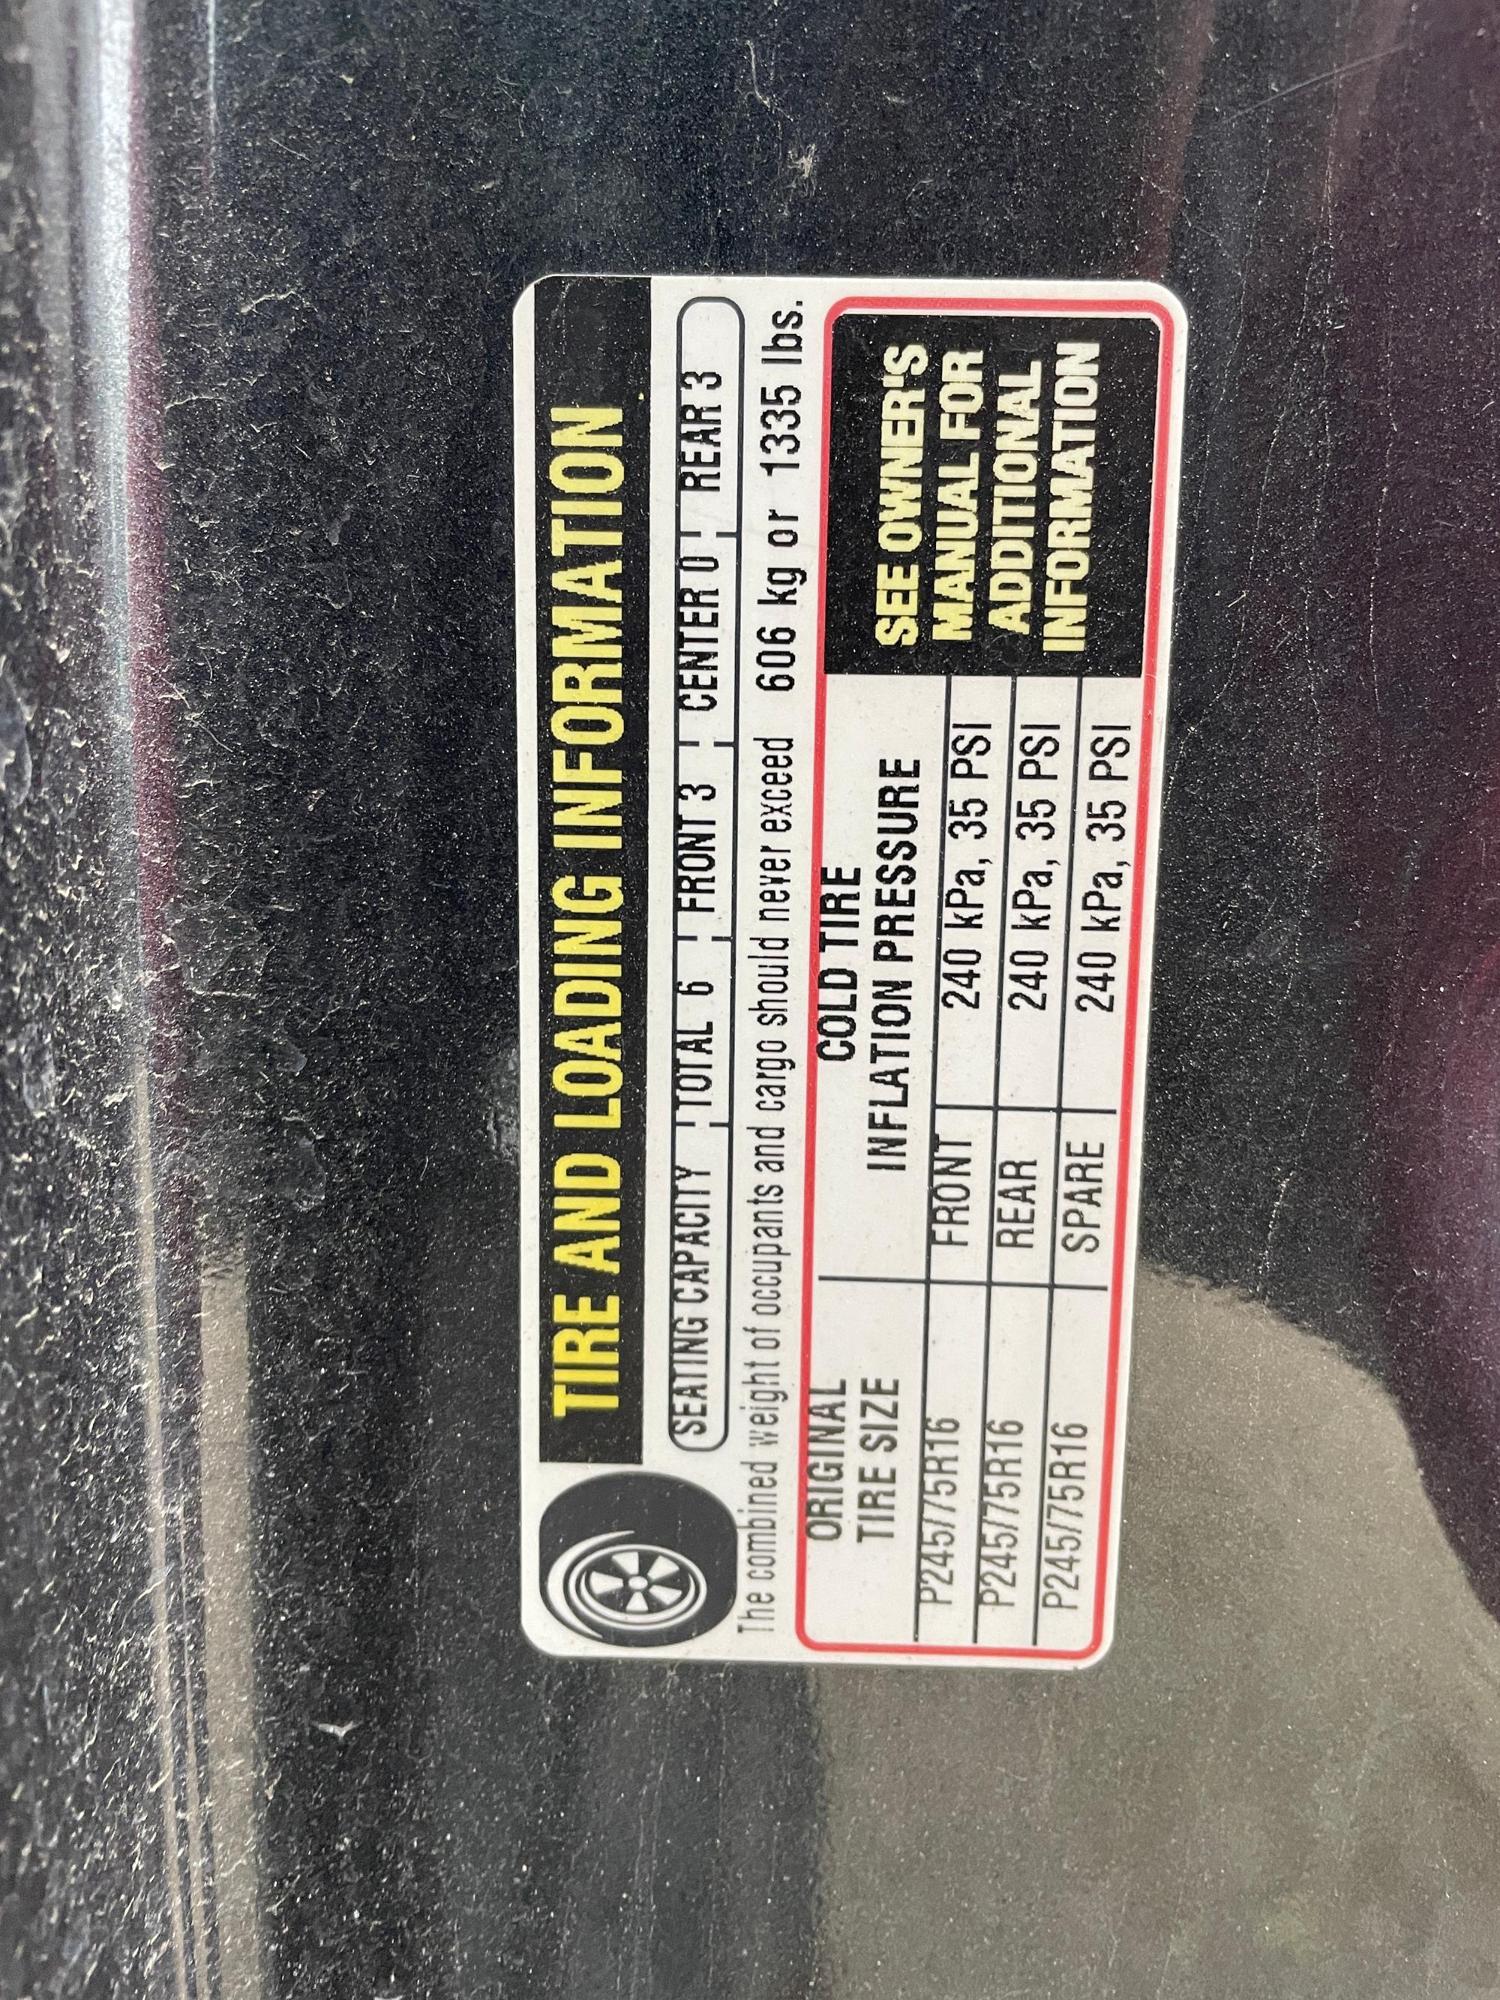 TIRE AND LOADING INFORMATION
SEATING CAPACITY TOTAL 6 FRONT 3 CENTER 0 REAR 3
The combined weight of occupants and cargo should never exceed 606 kg or 1335 lbs.
ORIGINAL
TIRE SIZE
COLD TIRE
INFLATION PRESSURE
P245/75R16 FRONT 240 kPa, 35 PSI
P245/75R16 REAR 240 kPa, 35 PSI
P245/75R16 SPARE 240 kPa, 35 PSI
SEE OWNER'S
MANUAL FOR
ADDITIONAL
INFORMATION